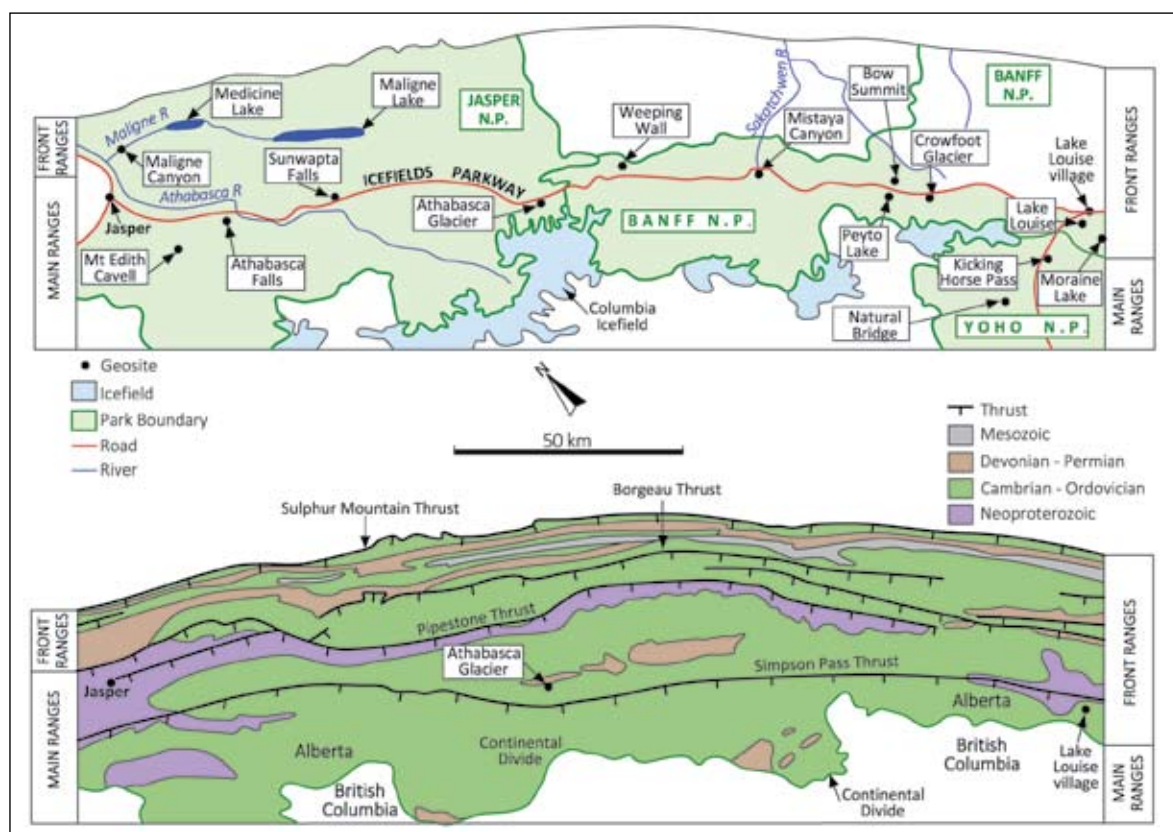 Medicine
Lake
Maligne
Lake
JASPER
N.P.
Weeping
Wall
Saskatchwen R
Mistaya
Canyon
Bow
Summit
BANFF
N.P.
Crowfoot
Glacier
Lake
Louise
village
FRONT
RANGES
MAIN RANGES
Maligne R
Maligne
Canyon
Athabasca R
Sunwapta
Falls
ICEFIELDS PARKWAY
Jasper
Mt Edith
Cavell
Athabasca
Falls
Athabasca
Glacier
BANFF N.P.
Columbia
Icefield
Peyto
Lake
Lake
Louise
Kicking
Horse Pass
Moraine
Lake
Natural
Bridge
YOHO N.P.
FRONT RANGES
MAIN
RANGES
Geosite
Icefield
Park Boundary
Road
River
N
50 km
Thrust
Mesozoic
Devonian - Permian
Cambrian - Ordovician
Neoproterozoic
Sulphur Mountain Thrust
Borgeau Thrust
FRONT
RANGES
MAIN RANGES
Pipestone Thrust
Athabasca
Glacier
Simpson Pass Thrust
Jasper
Alberta
Continental
Divide
British
Columbia
Alberta
British
Columbia
Continental
Divide
Lake
Louise
village
FRONT RANGES
MAIN
RANGES